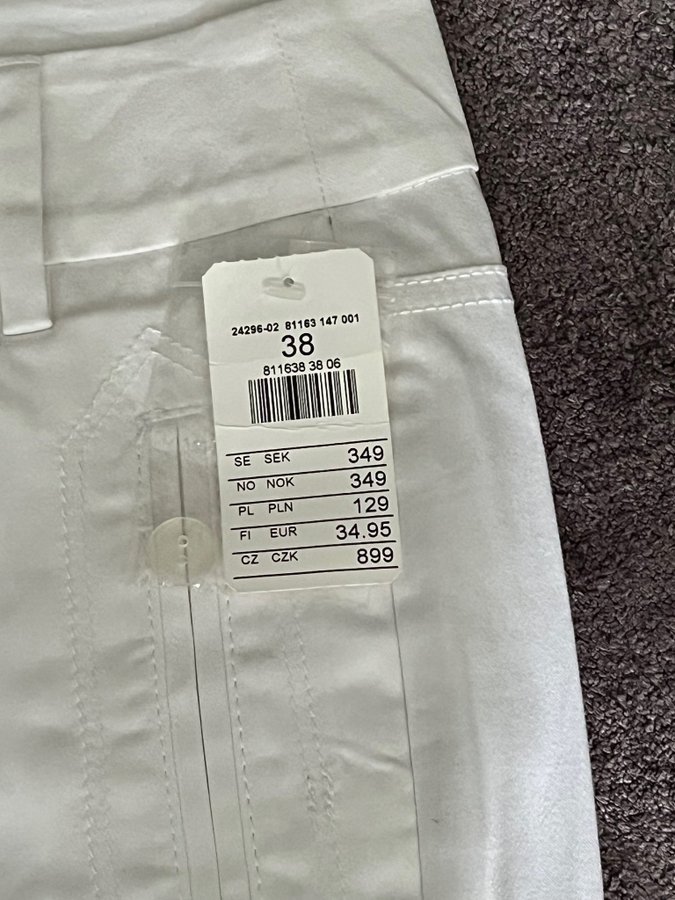 24296-02 81163 147 001
38
811638 38 06
SE SEK 349
NO NOK 349
PL PLN 129
FI EUR 34.95
CZ CZK 899